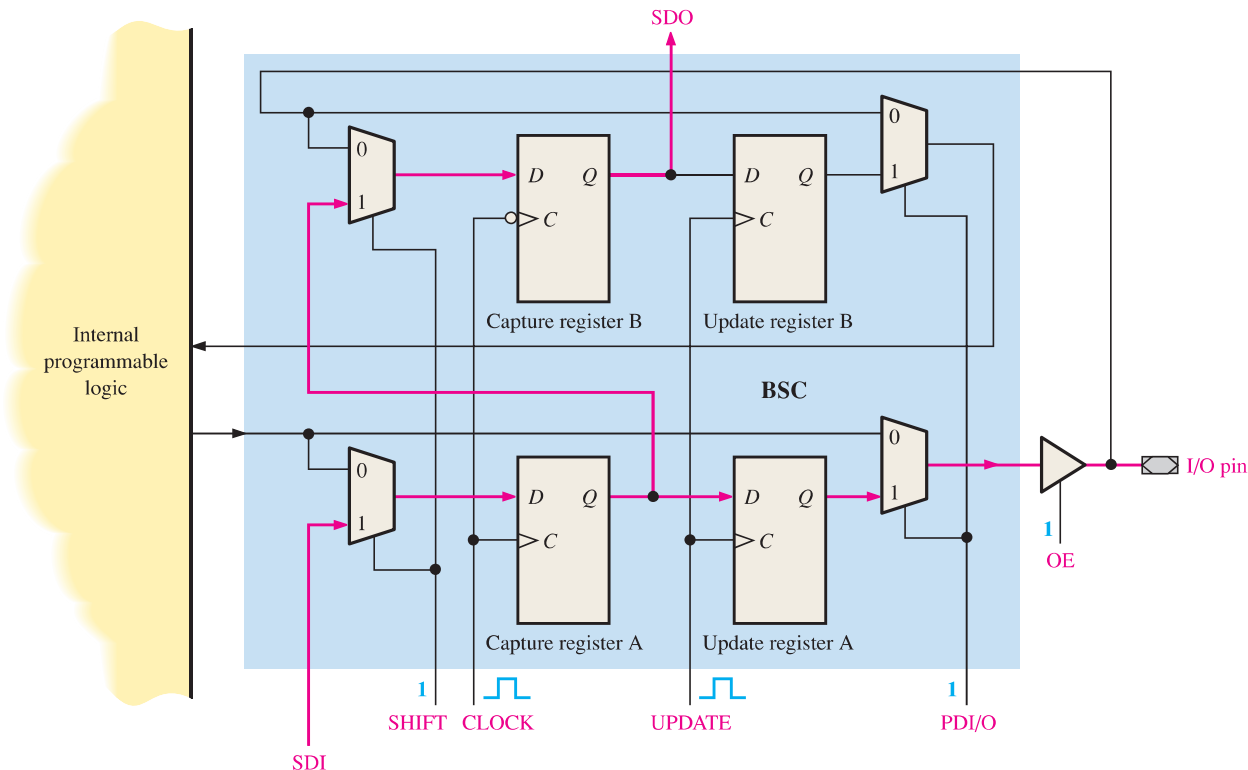 SDO
0
1
D Q
C
Capture register B
D Q
C
Update register B
0
1
Internal
programmable
logic
BSC
0
1
D Q
C
Capture register A
D Q
C
Update register A
0
1
I/O pin
1
OE
1
SHIFT
CLOCK
UPDATE
1
PDI/O
SDI